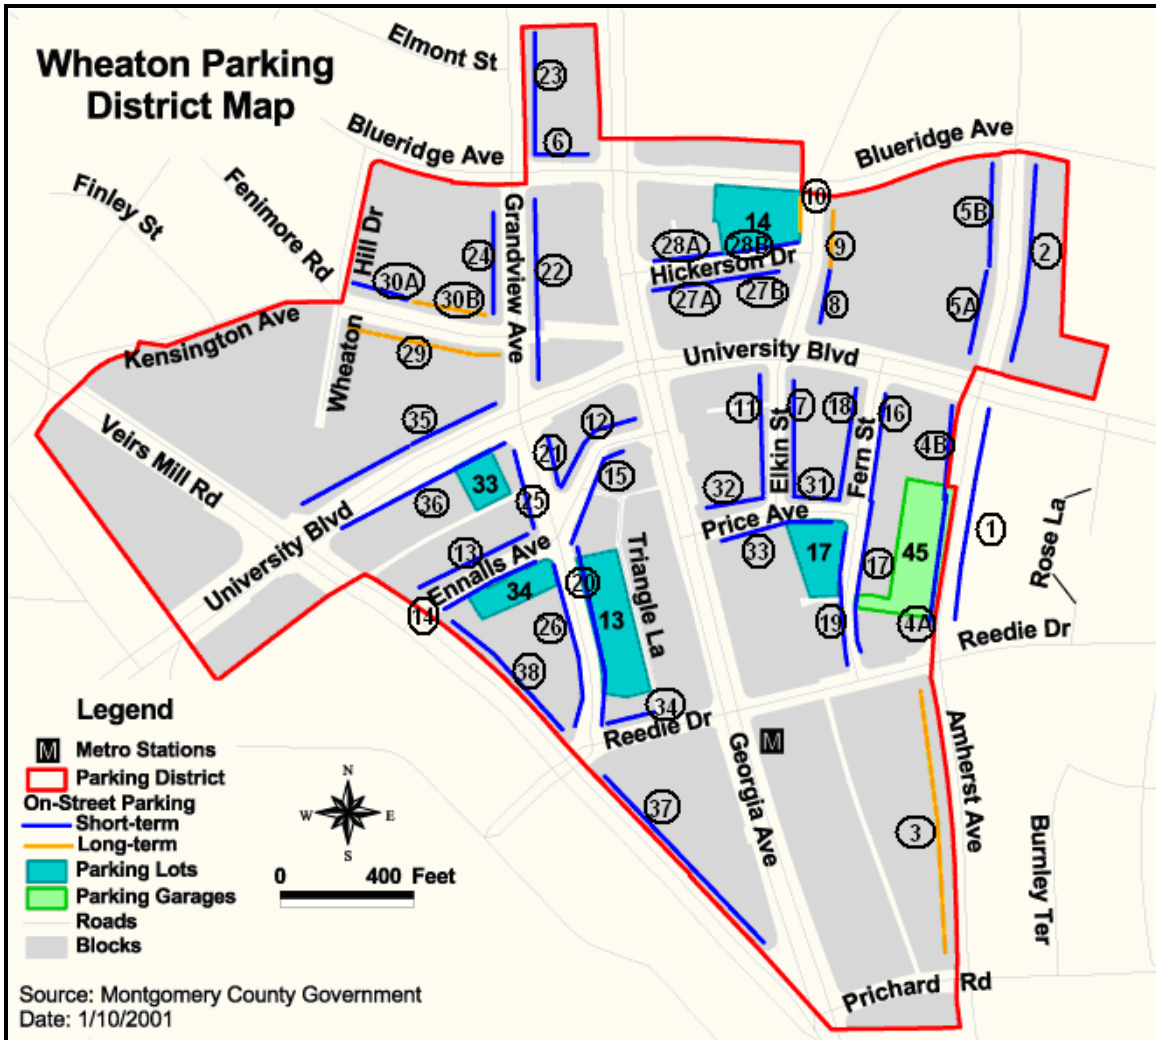 Wheaton Parking
District Map
Elmont St
23
6
Blueridge Ave
Blueridge Ave
Finley St
Fenimore Rd
Hill Dr
Wheaton
Grandview Ave
24
22
30A
30B
29
Kensington Ave
10
14
28A
28B
Hickerson Dr
27A
27B
9
8
5B
5A
2
University Blvd
Veirs Mill Rd
35
36
33
University Blvd
12
21
25
15
11
Elkin St
7
18
Fern St
16
4B
32
31
Price Ave
33
17
17
45
19
4A
1
Rose La
Reedie Dr
13
Ennalls Ave
34
14
20
13
Triangle La
26
38
34
Reedie Dr
M
Georgia Ave
37
3
Amherst Ave
Burnley Ter
Prichard Rd
Legend
M Metro Stations
Parking District
On-Street Parking
Short-term
Long-term
Parking Lots
Parking Garages
Roads
Blocks
N
W E
S
0 400 Feet
Source: Montgomery County Government
Date: 1/10/2001